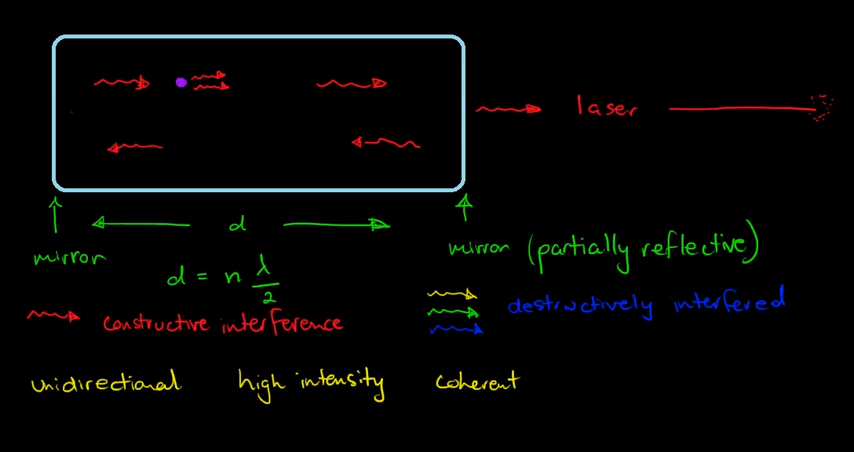 laser
d
mirror
mirror (partially reflective)
d = n λ/2
constructive interference
destructively interfered
unidirectional high intensity coherent